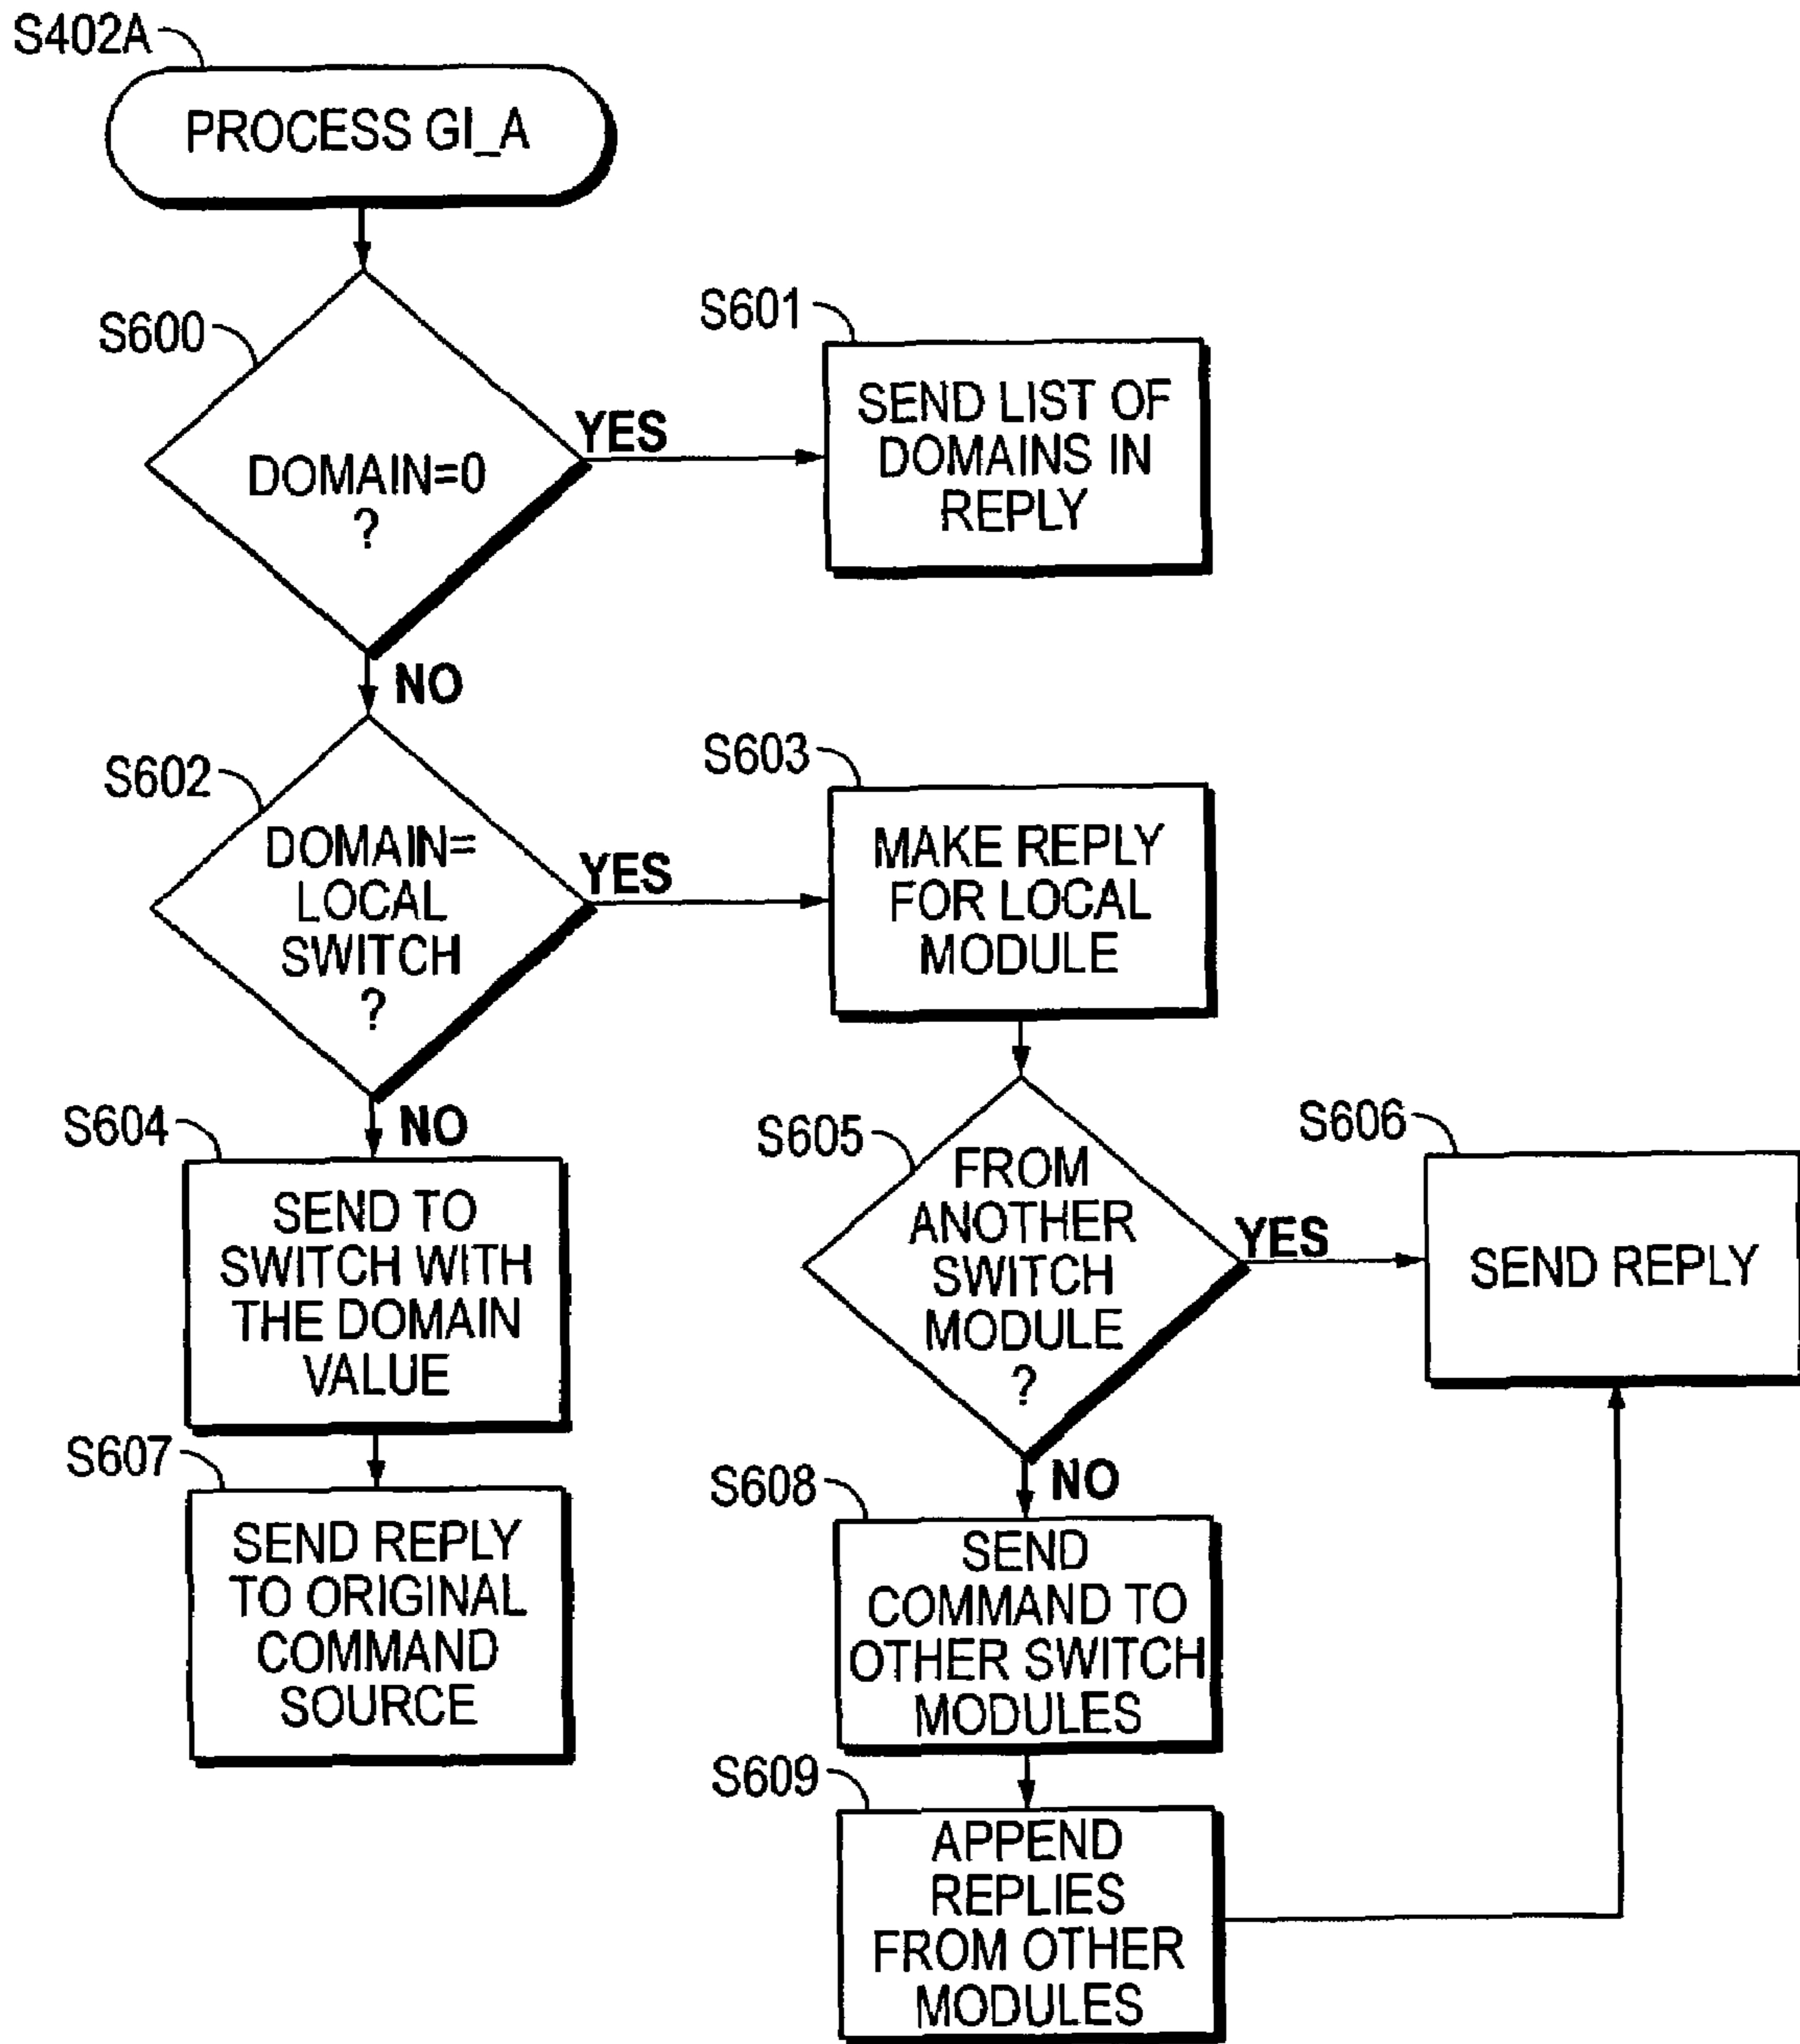 S402A
PROCESS GI_A
S600
DOMAIN=0
?
YES
S601
SEND LIST OF
DOMAINS IN
REPLY
NO
S602
DOMAIN=
LOCAL
SWITCH
?
YES
S603
MAKE REPLY
FOR LOCAL
MODULE
NO
S604
SEND TO
SWITCH WITH
THE DOMAIN
VALUE
S605
FROM
ANOTHER
SWITCH
MODULE
?
YES
S606
SEND REPLY
S607
SEND REPLY
TO ORIGINAL
COMMAND
SOURCE
NO
S608
SEND
COMMAND TO
OTHER SWITCH
MODULES
S609
APPEND
REPLIES
FROM OTHER
MODULES